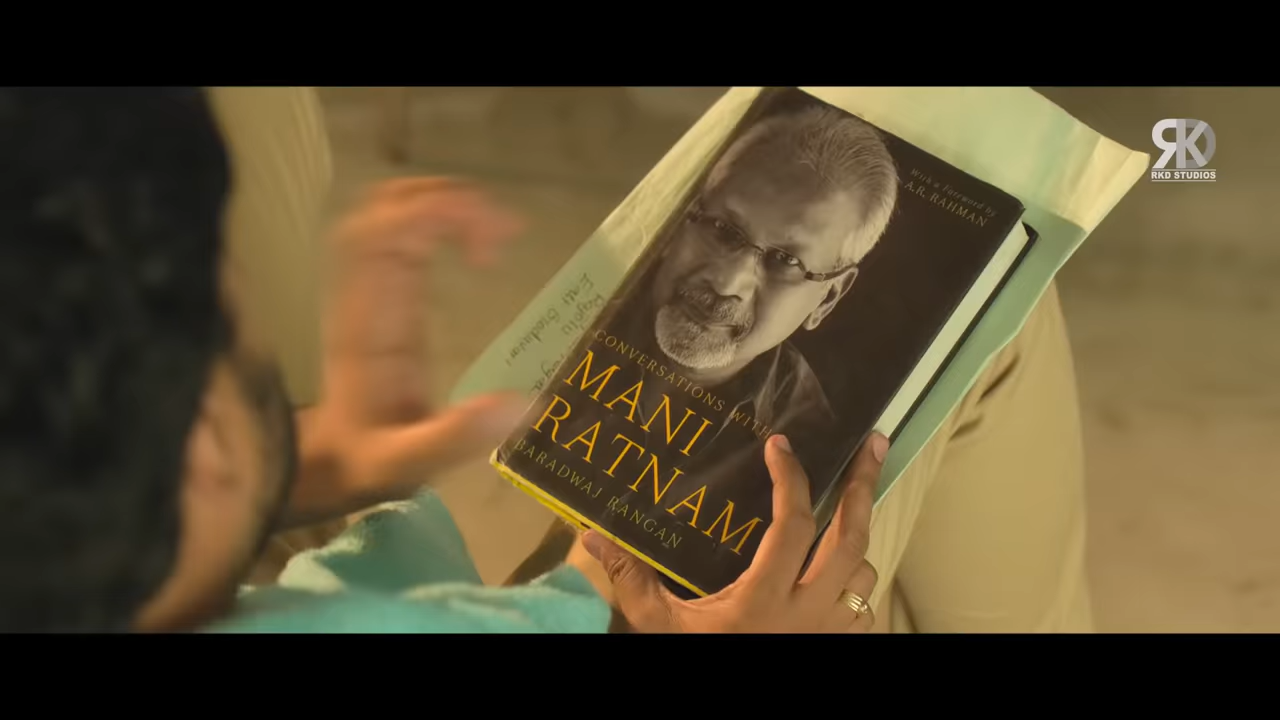 RKD STUDIOS
With a Foreword by
A.R. RAHMAN
CONVERSATIONS WITH
MANI
RATNAM
BARADWAJ RANGAN